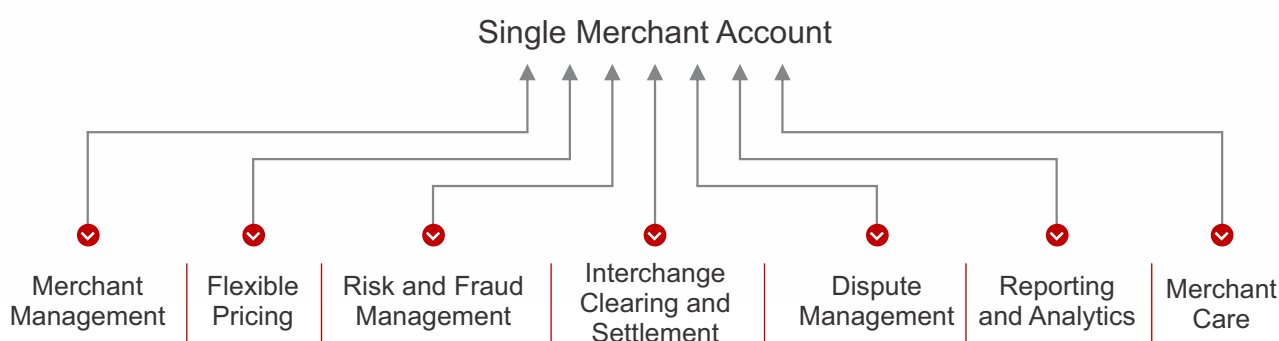 Single Merchant Account
Merchant
Management
Flexible
Pricing
Risk and Fraud
Management
Interchange
Clearing and
Settlement
Dispute
Management
Reporting
and Analytics
Merchant
Care